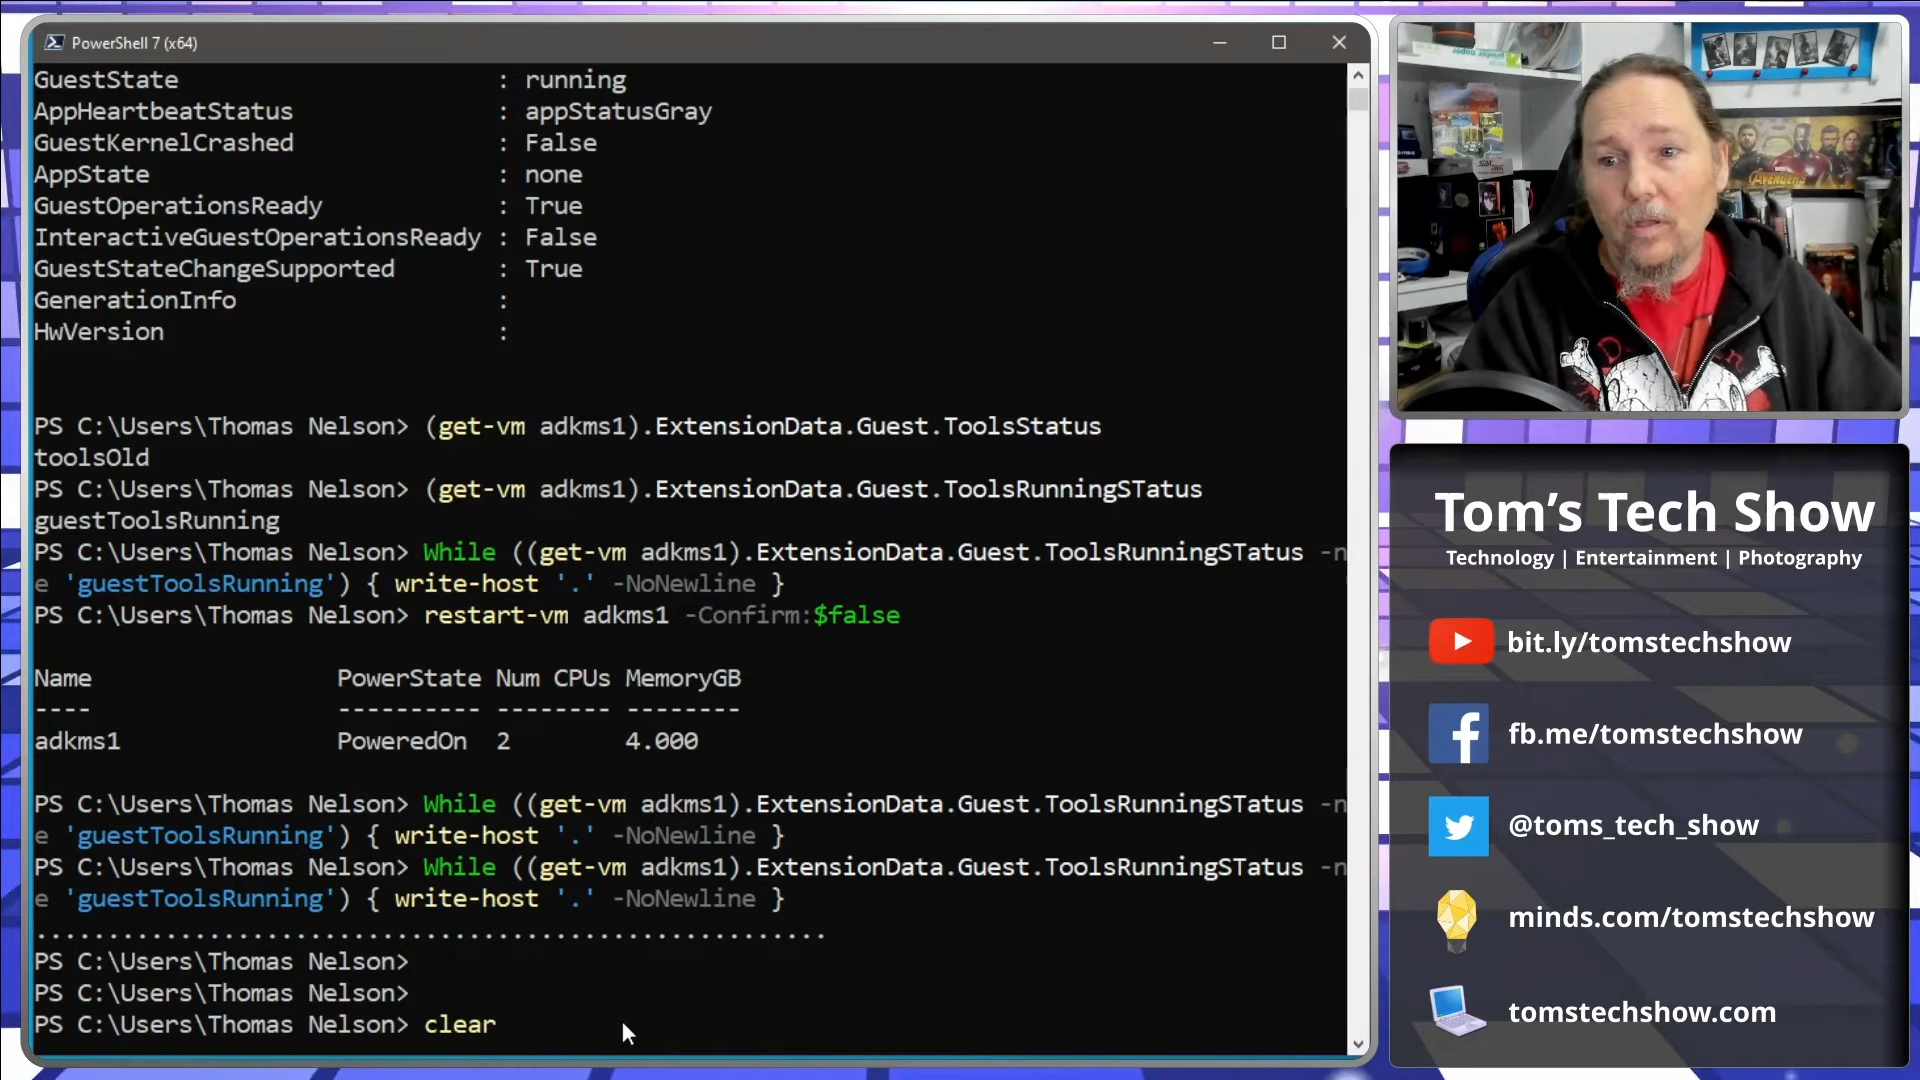 PowerShell 7 (x64)
GuestState : running
AppHeartbeatStatus : appStatusGray
GuestKernelCrashed : False
AppState : none
GuestOperationsReady : True
InteractiveGuestOperationsReady : False
GuestStateChangeSupported : True
GenerationInfo :
HwVersion :
PS C:\Users\Thomas Nelson> (get-vm adkms1).ExtensionData.Guest.ToolsStatus
toolsOld
PS C:\Users\Thomas Nelson> (get-vm adkms1).ExtensionData.Guest.ToolsRunningSTatus
guestToolsRunning
PS C:\Users\Thomas Nelson> While ((get-vm adkms1).ExtensionData.Guest.ToolsRunningSTatus -n
e 'guestToolsRunning') { write-host '.' -NoNewline }
PS C:\Users\Thomas Nelson> restart-vm adkms1 -Confirm:$false
Name PowerState Num CPUs MemoryGB
---- ---------- -------- --------
adkms1 PoweredOn 2 4.000
PS C:\Users\Thomas Nelson> While ((get-vm adkms1).ExtensionData.Guest.ToolsRunningSTatus -n
e 'guestToolsRunning') { write-host '.' -NoNewline }
PS C:\Users\Thomas Nelson> While ((get-vm adkms1).ExtensionData.Guest.ToolsRunningSTatus -n
e 'guestToolsRunning') { write-host '.' -NoNewline }
.......................................................
PS C:\Users\Thomas Nelson>
PS C:\Users\Thomas Nelson>
PS C:\Users\Thomas Nelson> clear
AVENGERS
Tom's Tech Show
Technology | Entertainment | Photography
bit.ly/tomstechshow
fb.me/tomstechshow
@toms_tech_show
minds.com/tomstechshow
tomstechshow.com